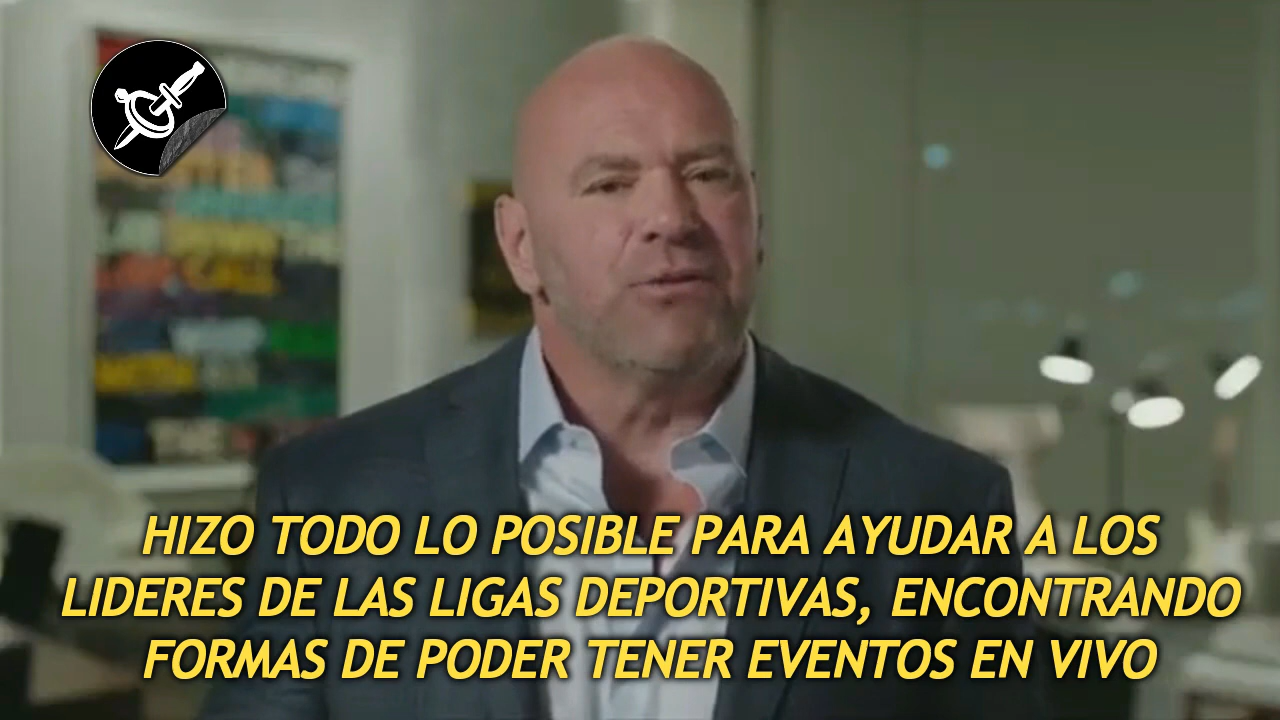 HIZO TODO LO POSIBLE PARA AYUDAR A LOS
LIDERES DE LAS LIGAS DEPORTIVAS, ENCONTRANDO
FORMAS DE PODER TENER EVENTOS EN VIVO